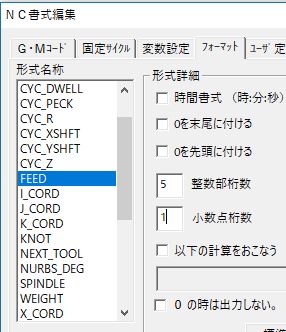 NC書式編集
G・Mコード 固定サイクル 変数設定 フォーマット ユーザ定
形式名称
CYC_DWELL
CYC_PECK
CYC_R
CYC_XSHFT
CYC_YSHFT
CYC_Z
FEED
I_CORD
J_CORD
K_CORD
KNOT
NEXT_TOOL
NURBS_DEG
SPINDLE
WEIGHT
X_CORD
形式詳細
時間書式 (時:分:秒)
0を末尾に付ける
0を先頭に付ける
5 整数部桁数
1 小数点桁数
以下の計算をおこなう
0 の時は出力しない。